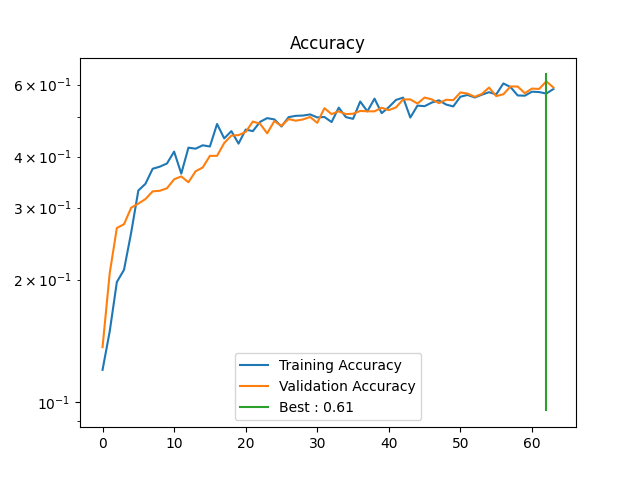 Accuracy
6 × 10⁻¹
4 × 10⁻¹
3 × 10⁻¹
2 × 10⁻¹
10⁻¹
Training Accuracy
Validation Accuracy
Best : 0.61
0 10 20 30 40 50 60